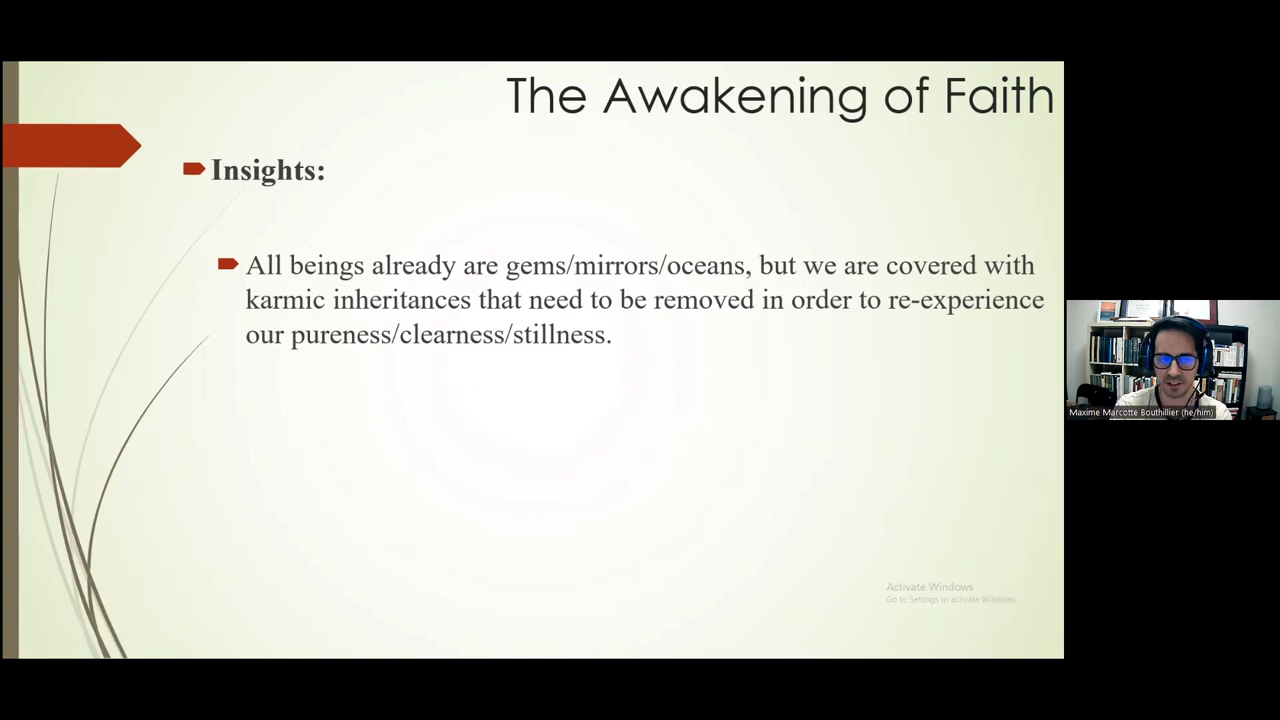 The Awakening of Faith
Insights:
All beings already are gems/mirrors/oceans, but we are covered with
karmic inheritances that need to be removed in order to re-experience
our pureness/clearness/stillness.
Maxime Marcotte Bouthillier (he/him)
Activate Windows
Go to Settings to activate Windows.